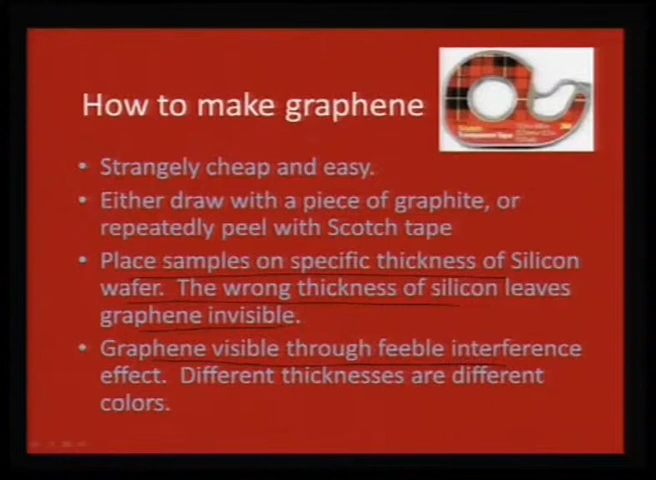 How to make graphene
• Strangely cheap and easy.
• Either draw with a piece of graphite, or
repeatedly peel with Scotch tape
• Place samples on specific thickness of Silicon
wafer. The wrong thickness of silicon leaves
graphene invisible.
• Graphene visible through feeble interference
effect. Different thicknesses are different
colors.